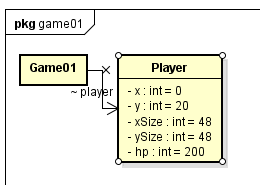 pkg game01
Game01
Player
~ player
- x : int = 0
- y : int = 20
- xSize : int = 48
- ySize : int = 48
- hp : int = 200